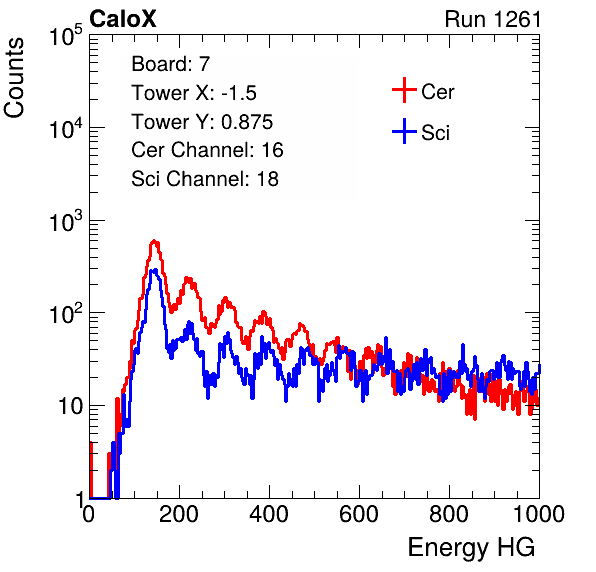 CaloX Run 1261
Counts
10^5
10^4
10^3
10^2
10
1
Board: 7
Tower X: -1.5
Tower Y: 0.875
Cer Channel: 16
Sci Channel: 18
Cer
Sci
0 200 400 600 800 1000
Energy HG